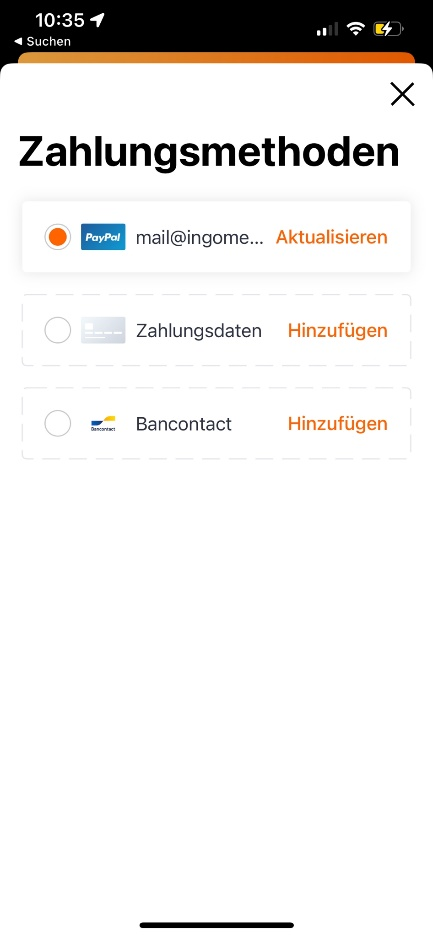 10:35
◀ Suchen
Zahlungsmethoden
PayPal mail@ingome... Aktualisieren
Zahlungsdaten Hinzufügen
Bancontact Bancontact Hinzufügen